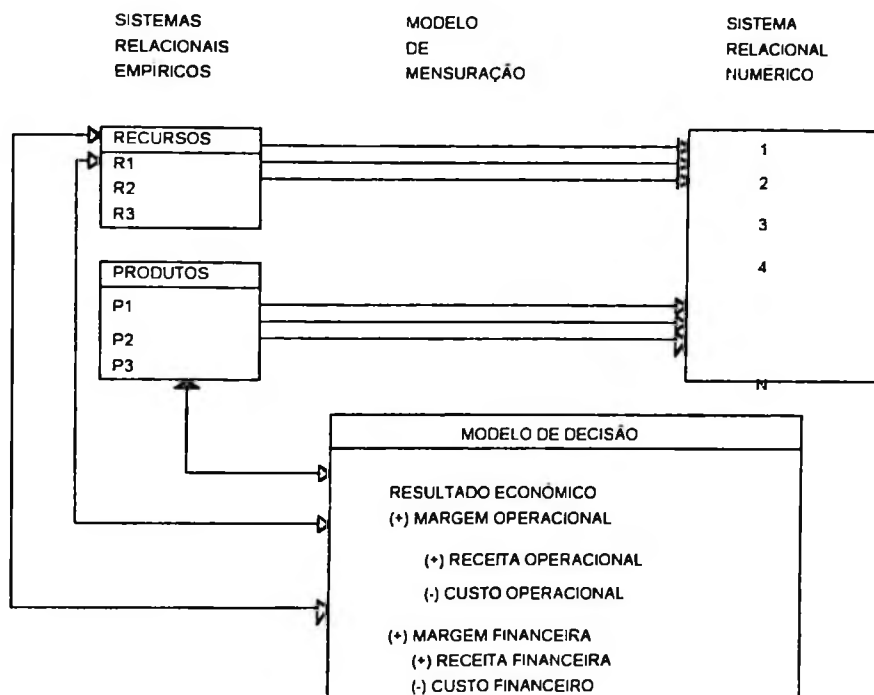 SISTEMAS
RELACIONAIS
EMPÍRICOS
MODELO
DE
MENSURAÇÃO
SISTEMA
RELACIONAL
NUMERICO
RECURSOS
R1
R2
R3
PRODUTOS
P1
P2
P3
1
2
3
4
N
MODELO DE DECISÃO
RESULTADO ECONÔMICO
(+) MARGEM OPERACIONAL
(+) RECEITA OPERACIONAL
(-) CUSTO OPERACIONAL
(+) MARGEM FINANCEIRA
(+) RECEITA FINANCEIRA
(-) CUSTO FINANCEIRO